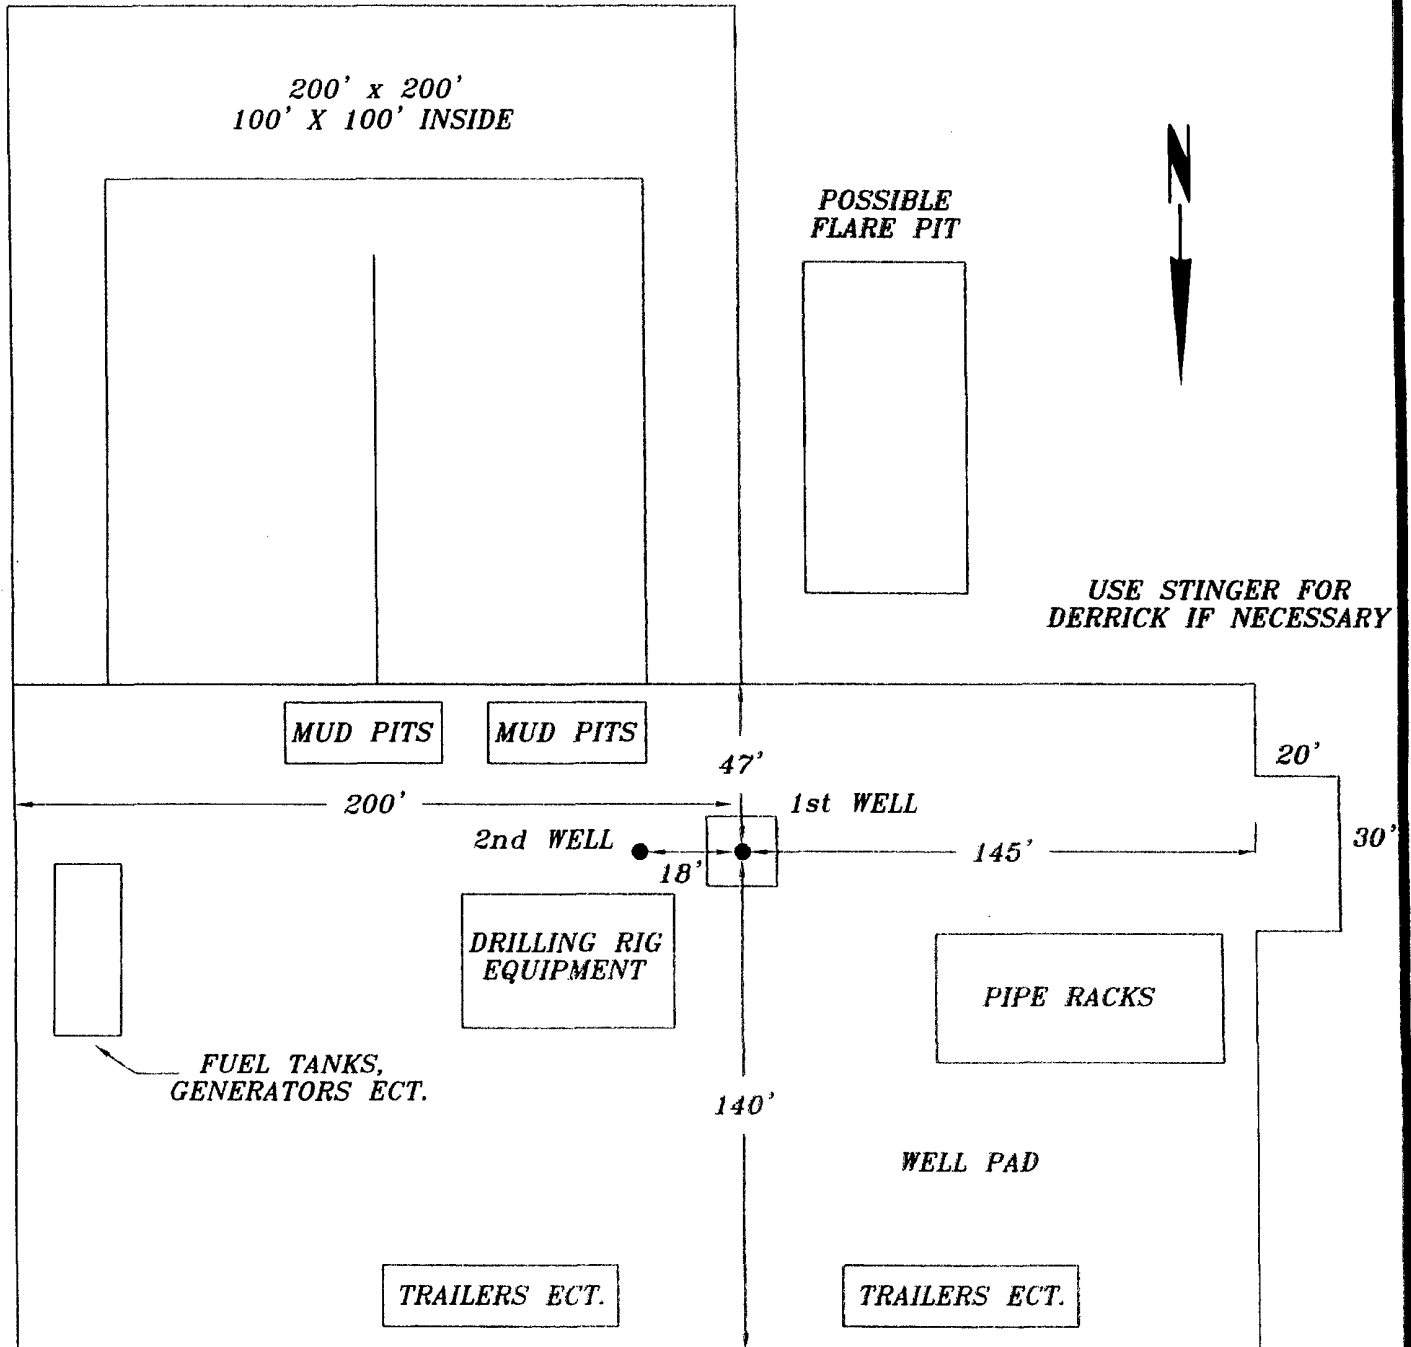 200' x 200'
100' X 100' INSIDE
N
POSSIBLE
FLARE PIT
USE STINGER FOR
DERRICK IF NECESSARY
MUD PITS
MUD PITS
47'
20'
200'
1st WELL
2nd WELL
18'
145'
30'
DRILLING RIG
EQUIPMENT
PIPE RACKS
FUEL TANKS,
GENERATORS ECT.
140'
WELL PAD
TRAILERS ECT.
TRAILERS ECT.